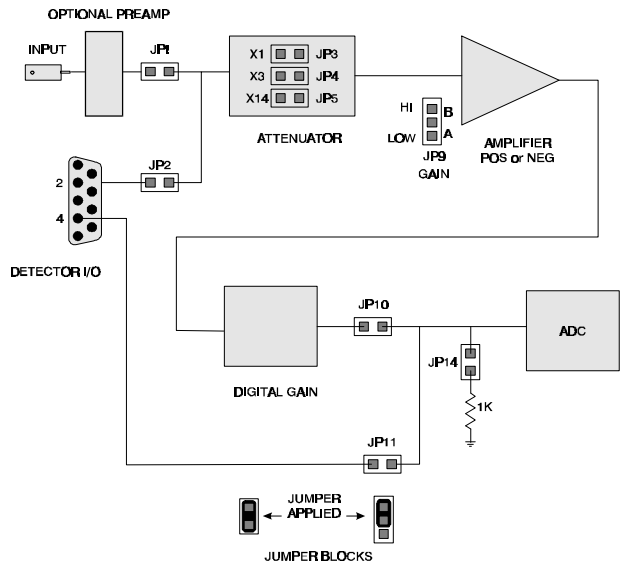 OPTIONAL PREAMP
INPUT
JP1
X1 JP3
X3 JP4
X14 JP5
ATTENUATOR
HI B
LOW A
JP9
GAIN
AMPLIFIER
POS or NEG
JP2
2
4
DETECTOR I/O
DIGITAL GAIN
JP10
ADC
JP14
1K
JP11
JUMPER
APPLIED
JUMPER BLOCKS